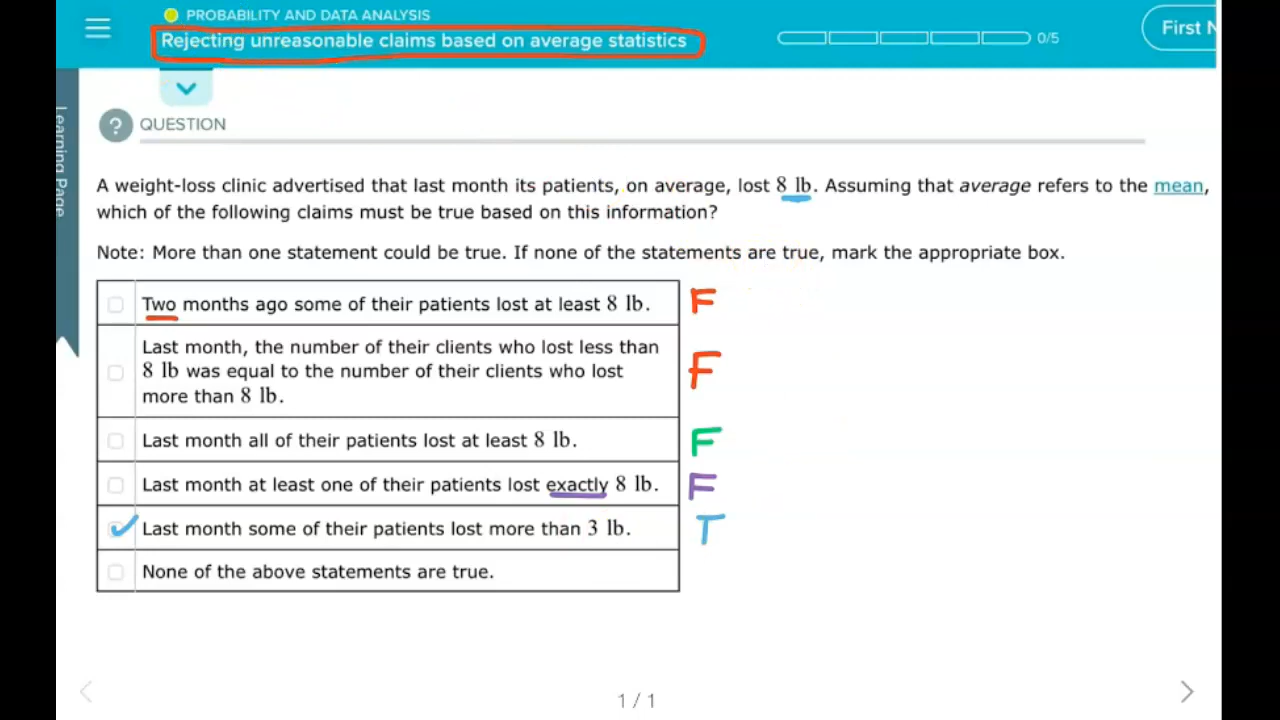 PROBABILITY AND DATA ANALYSIS
Rejecting unreasonable claims based on average statistics
0/5
First N
Learning Page
? QUESTION
A weight-loss clinic advertised that last month its patients, on average, lost 8 lb. Assuming that average refers to the mean,
which of the following claims must be true based on this information?
Note: More than one statement could be true. If none of the statements are true, mark the appropriate box.
Two months ago some of their patients lost at least 8 lb. F
Last month, the number of their clients who lost less than
8 lb was equal to the number of their clients who lost F
more than 8 lb.
Last month all of their patients lost at least 8 lb. F
Last month at least one of their patients lost exactly 8 lb. F
Last month some of their patients lost more than 3 lb. T
None of the above statements are true.
1 / 1